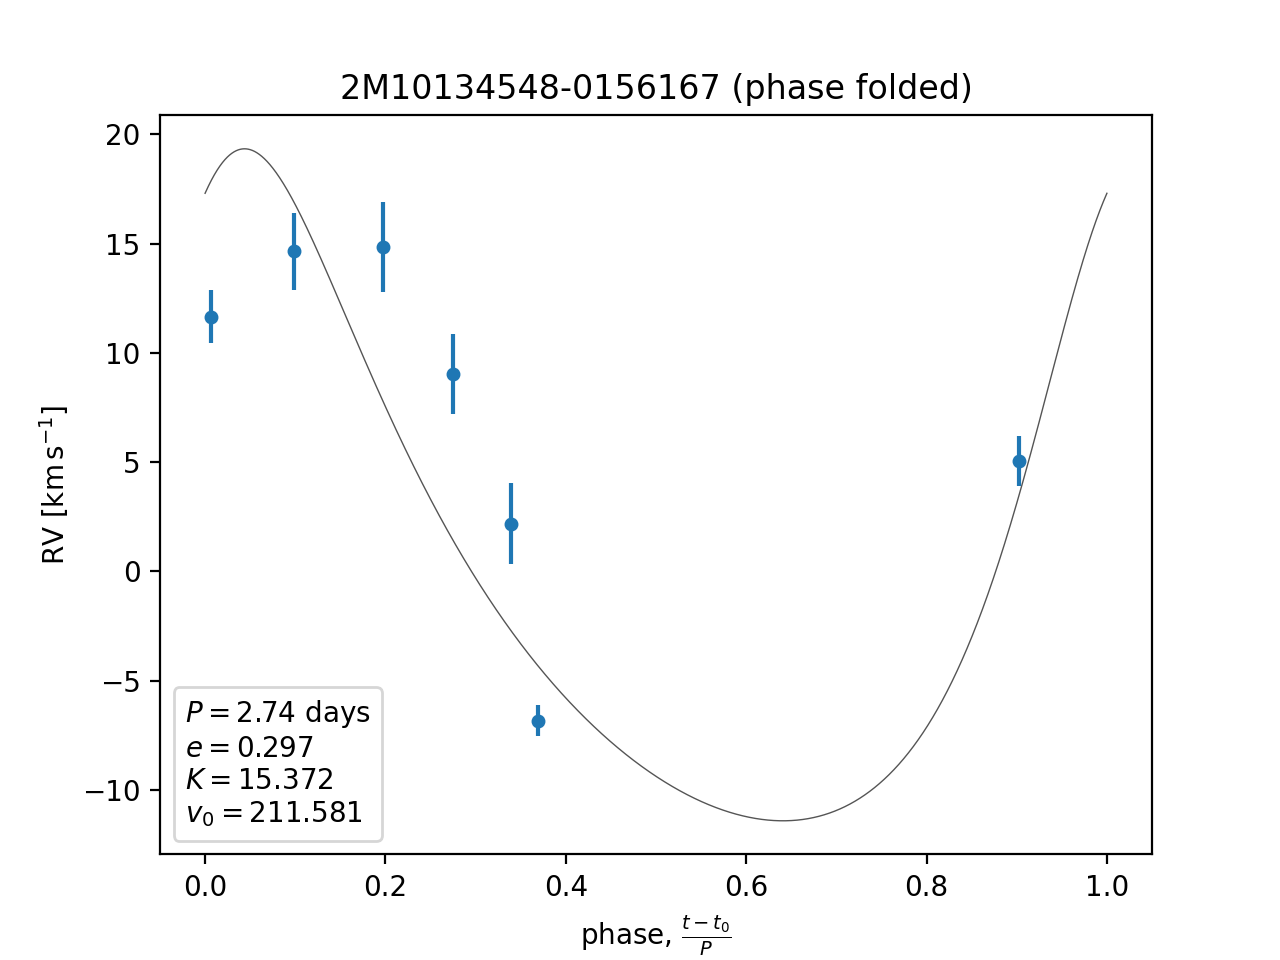 2M10134548-0156167 (phase folded)
20
15
10
5
0
−5
−10
RV [km s⁻¹]
P = 2.74 days
e = 0.297
K = 15.372
v₀ = 211.581
0.0 0.2 0.4 0.6 0.8 1.0
phase, (t − t₀)/P